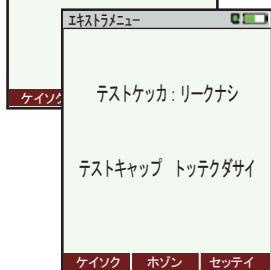 エキストラメニュー
テストケッカ : リークナシ
テストキャップ トッテクダサイ
ケイソク ホゾン セッテイ
ケイソク